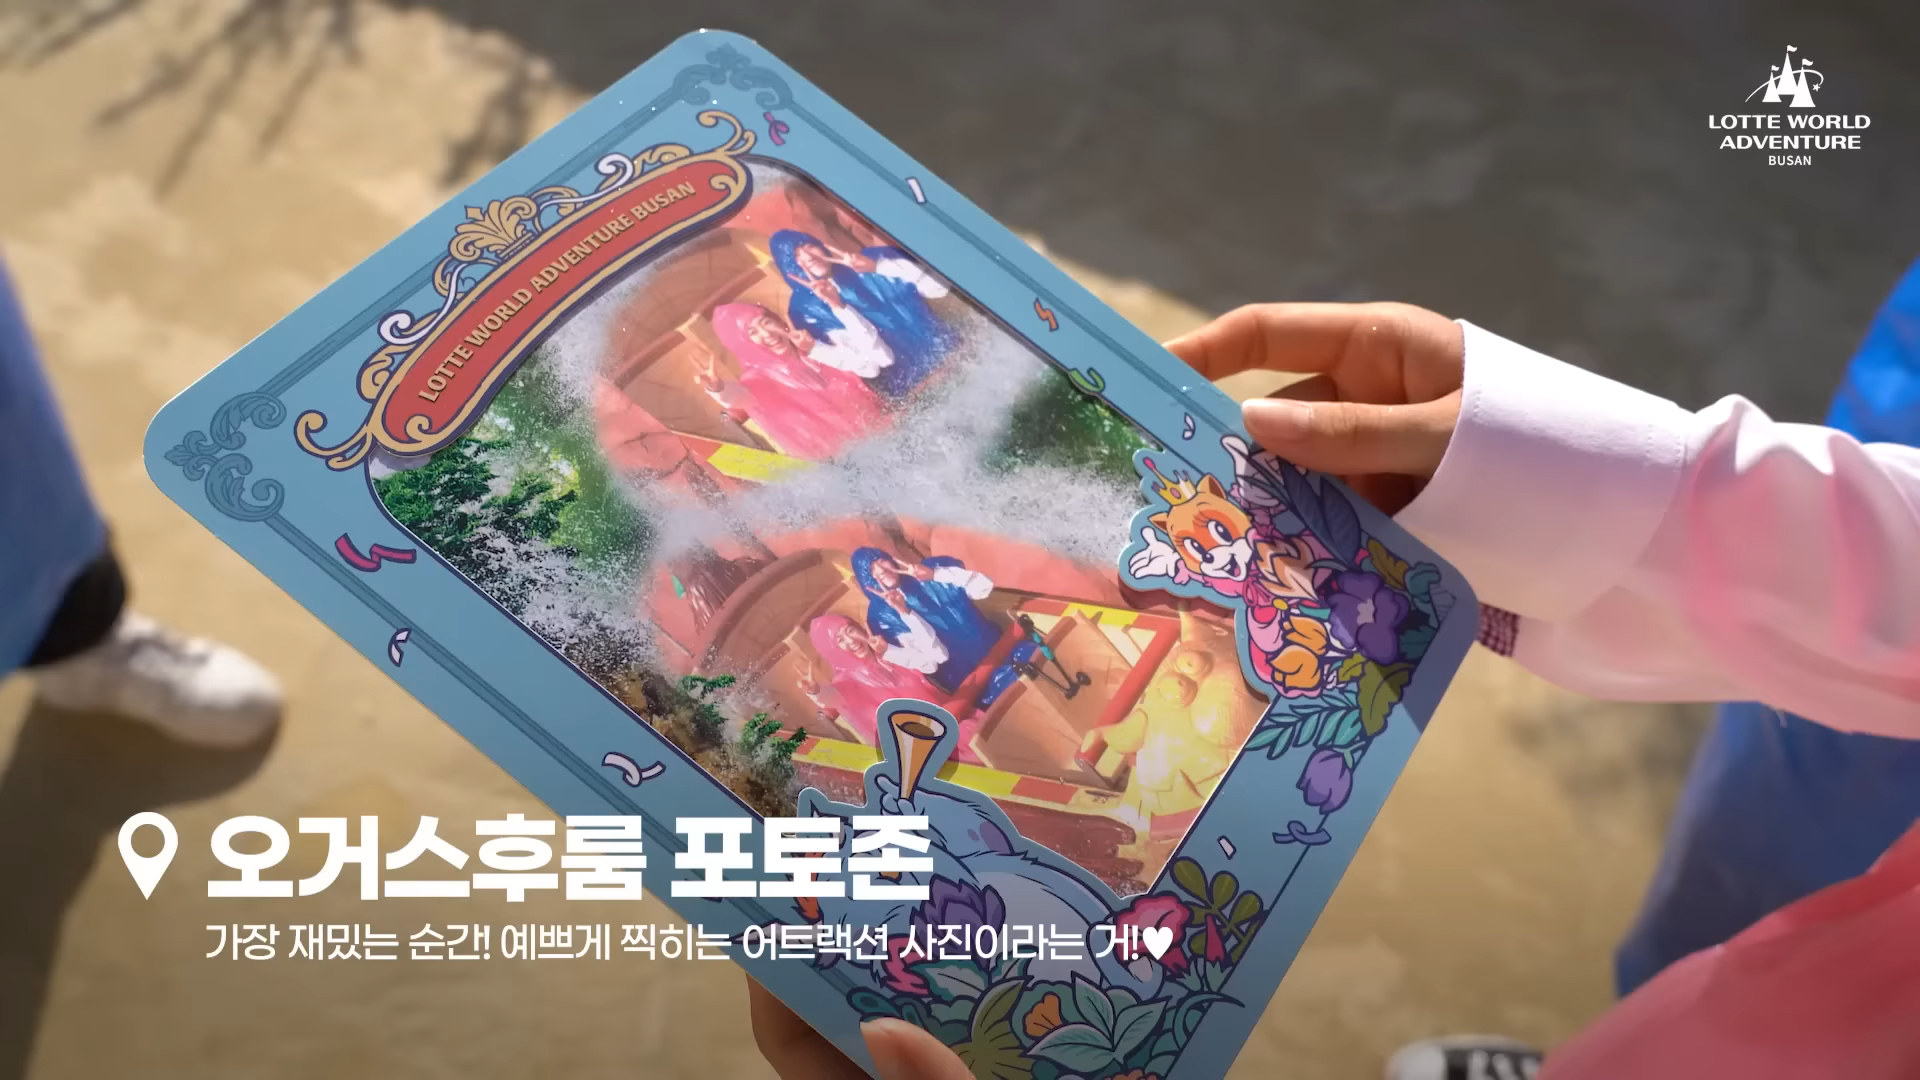 LOTTE WORLD
ADVENTURE
BUSAN
LOTTE WORLD ADVENTURE BUSAN
오거스후룸 포토존
가장 재밌는 순간! 예쁘게 찍히는 어트랙션 사진이라는 거!♥